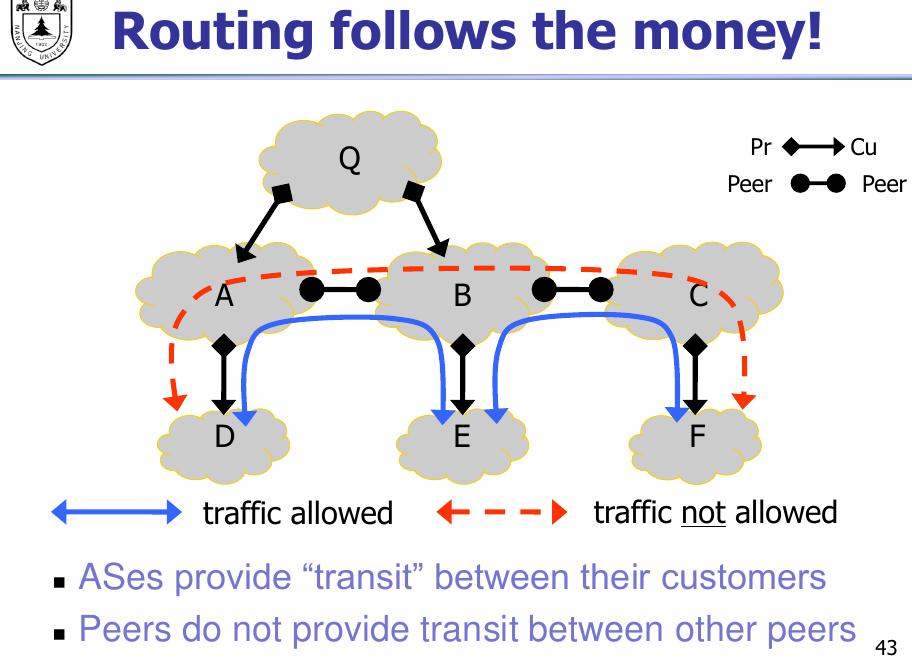 Routing follows the money!
NANJING UNIVERSITY
1902
Q
Pr Cu
Peer Peer
A B C
D E F
traffic allowed traffic not allowed
ASes provide “transit” between their customers
Peers do not provide transit between other peers
43